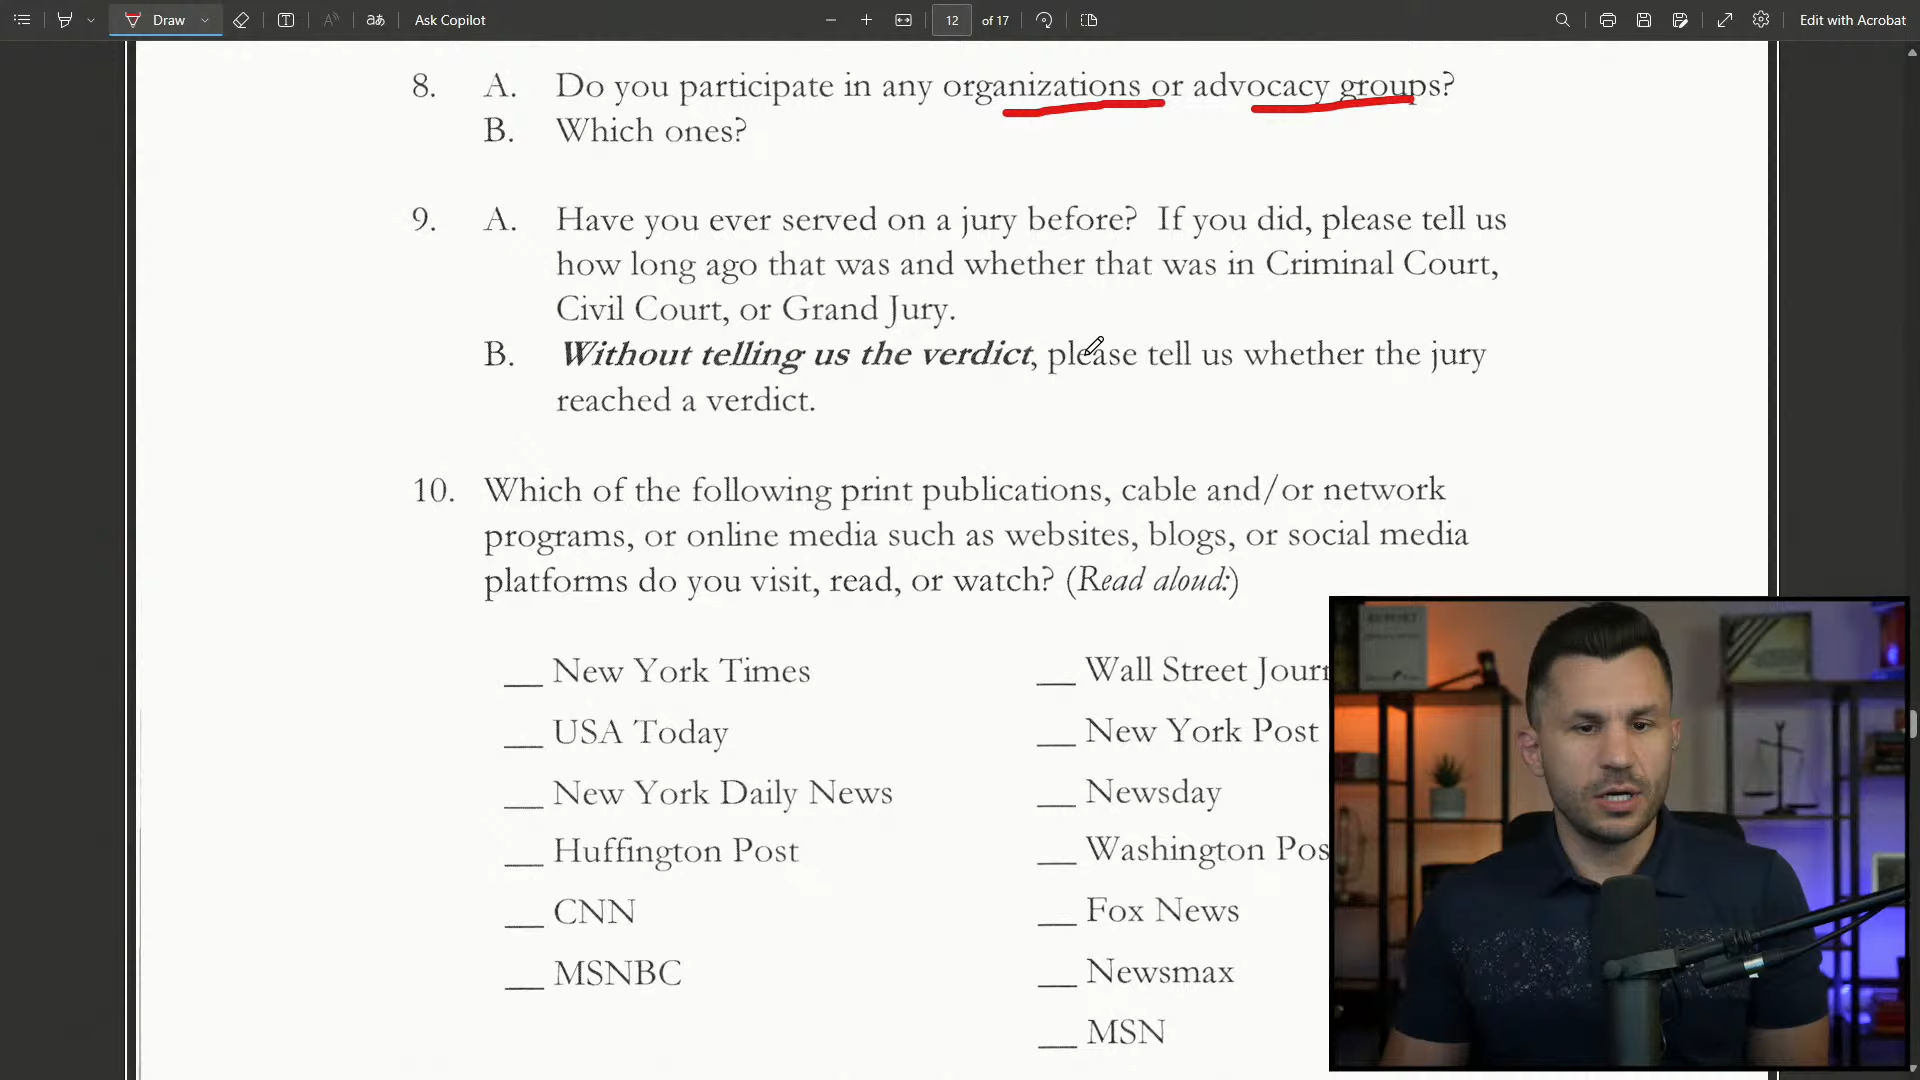 Draw
aあ
Ask Copilot
12 of 17
Edit with Acrobat
8. A. Do you participate in any organizations or advocacy groups?
B. Which ones?
9. A. Have you ever served on a jury before? If you did, please tell us
how long ago that was and whether that was in Criminal Court,
Civil Court, or Grand Jury.
B. Without telling us the verdict, please tell us whether the jury
reached a verdict.
10. Which of the following print publications, cable and/or network
programs, or online media such as websites, blogs, or social media
platforms do you visit, read, or watch? (Read aloud:)
__ New York Times
__ USA Today
__ New York Daily News
__ Huffington Post
__ CNN
__ MSNBC
__ Wall Street Journ
__ New York Post
__ Newsday
__ Washington Pos
__ Fox News
__ Newsmax
__ MSN